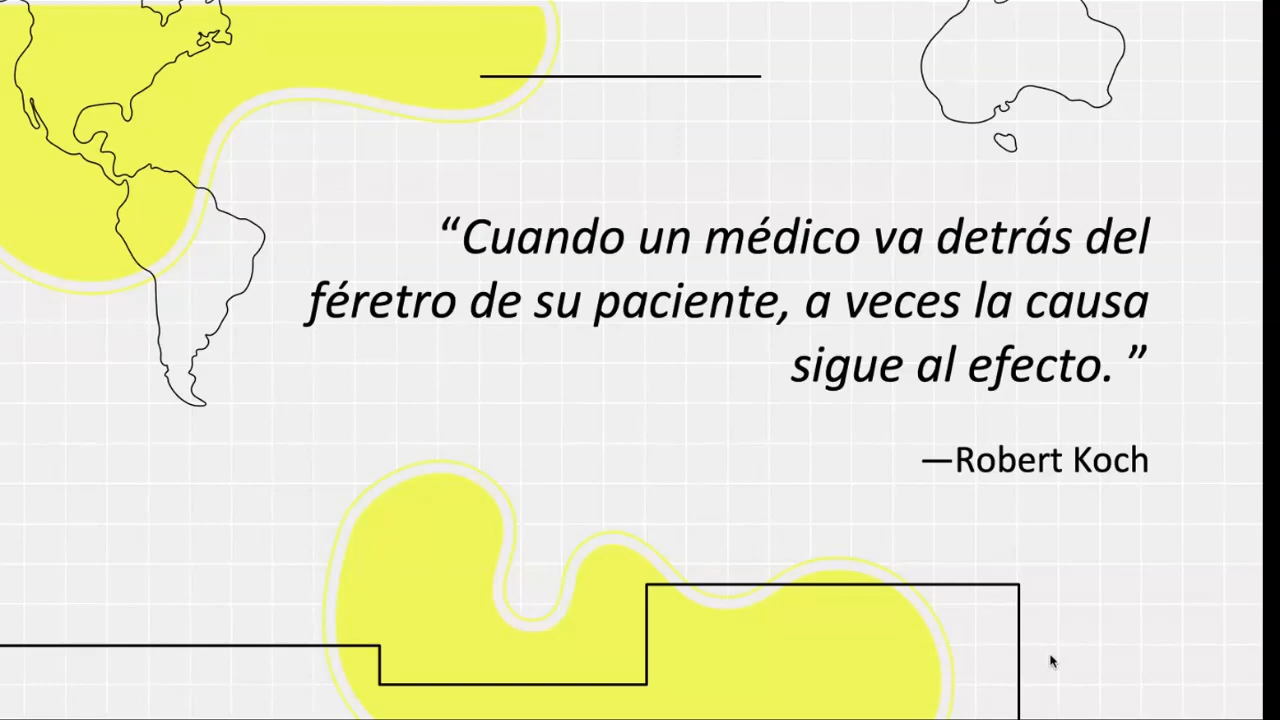 “Cuando un médico va detrás del
féretro de su paciente, a veces la causa
sigue al efecto. ”
—Robert Koch